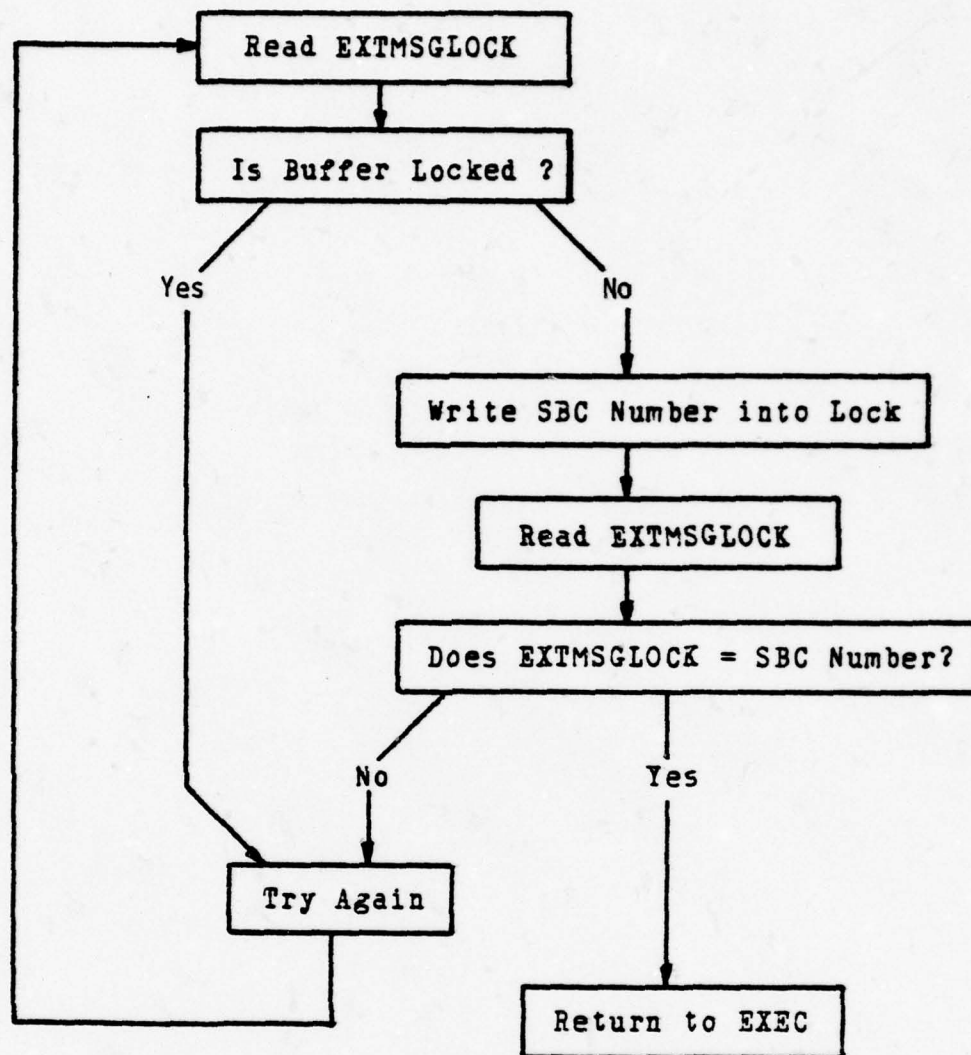 Read EXTMSGLOCK
Is Buffer Locked ?
Yes
No
Write SBC Number into Lock
Read EXTMSGLOCK
Does EXTMSGLOCK = SBC Number?
No
Yes
Try Again
Return to EXEC